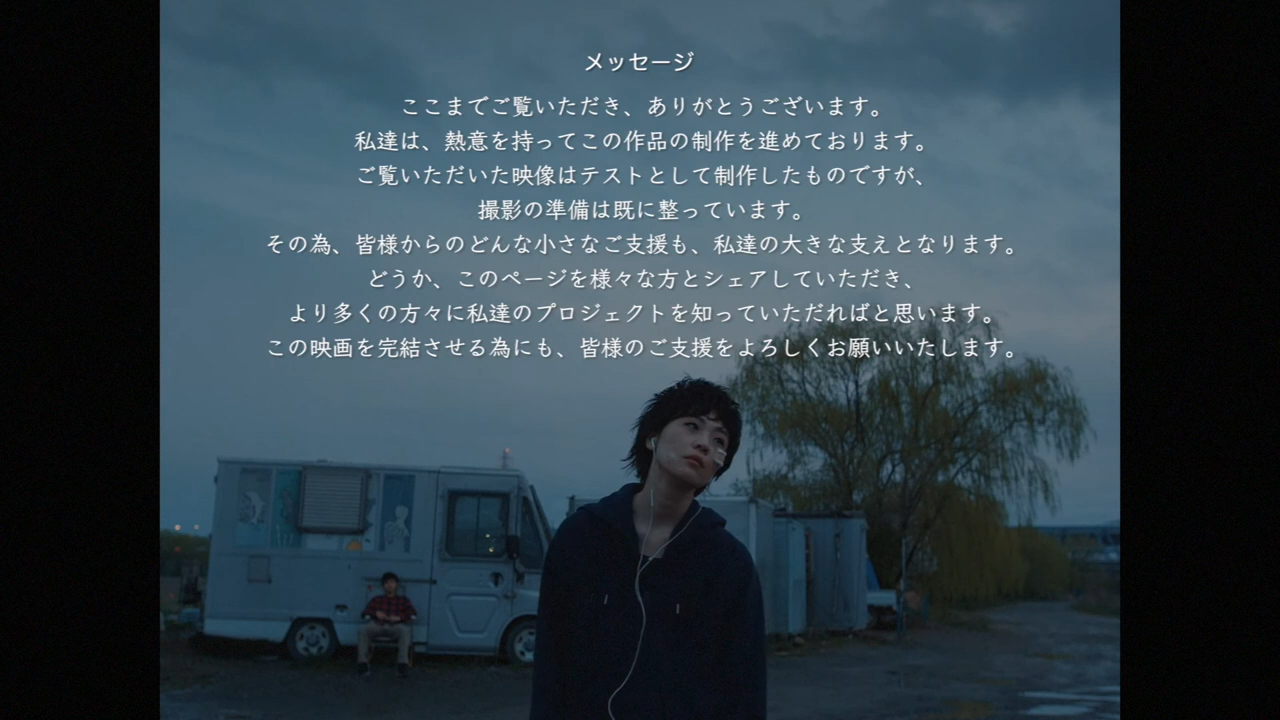 メッセージ
ここまでご覧いただき、ありがとうございます。
私達は、熱意を持ってこの作品の制作を進めております。
ご覧いただいた映像はテストとして制作したものですが、
撮影の準備は既に整っています。
その為、皆様からのどんな小さなご支援も、私達の大きな支えとなります。
どうか、このページを様々な方とシェアしていただき、
より多くの方々に私達のプロジェクトを知っていただればと思います。
この映画を完結させる為にも、皆様のご支援をよろしくお願いいたします。